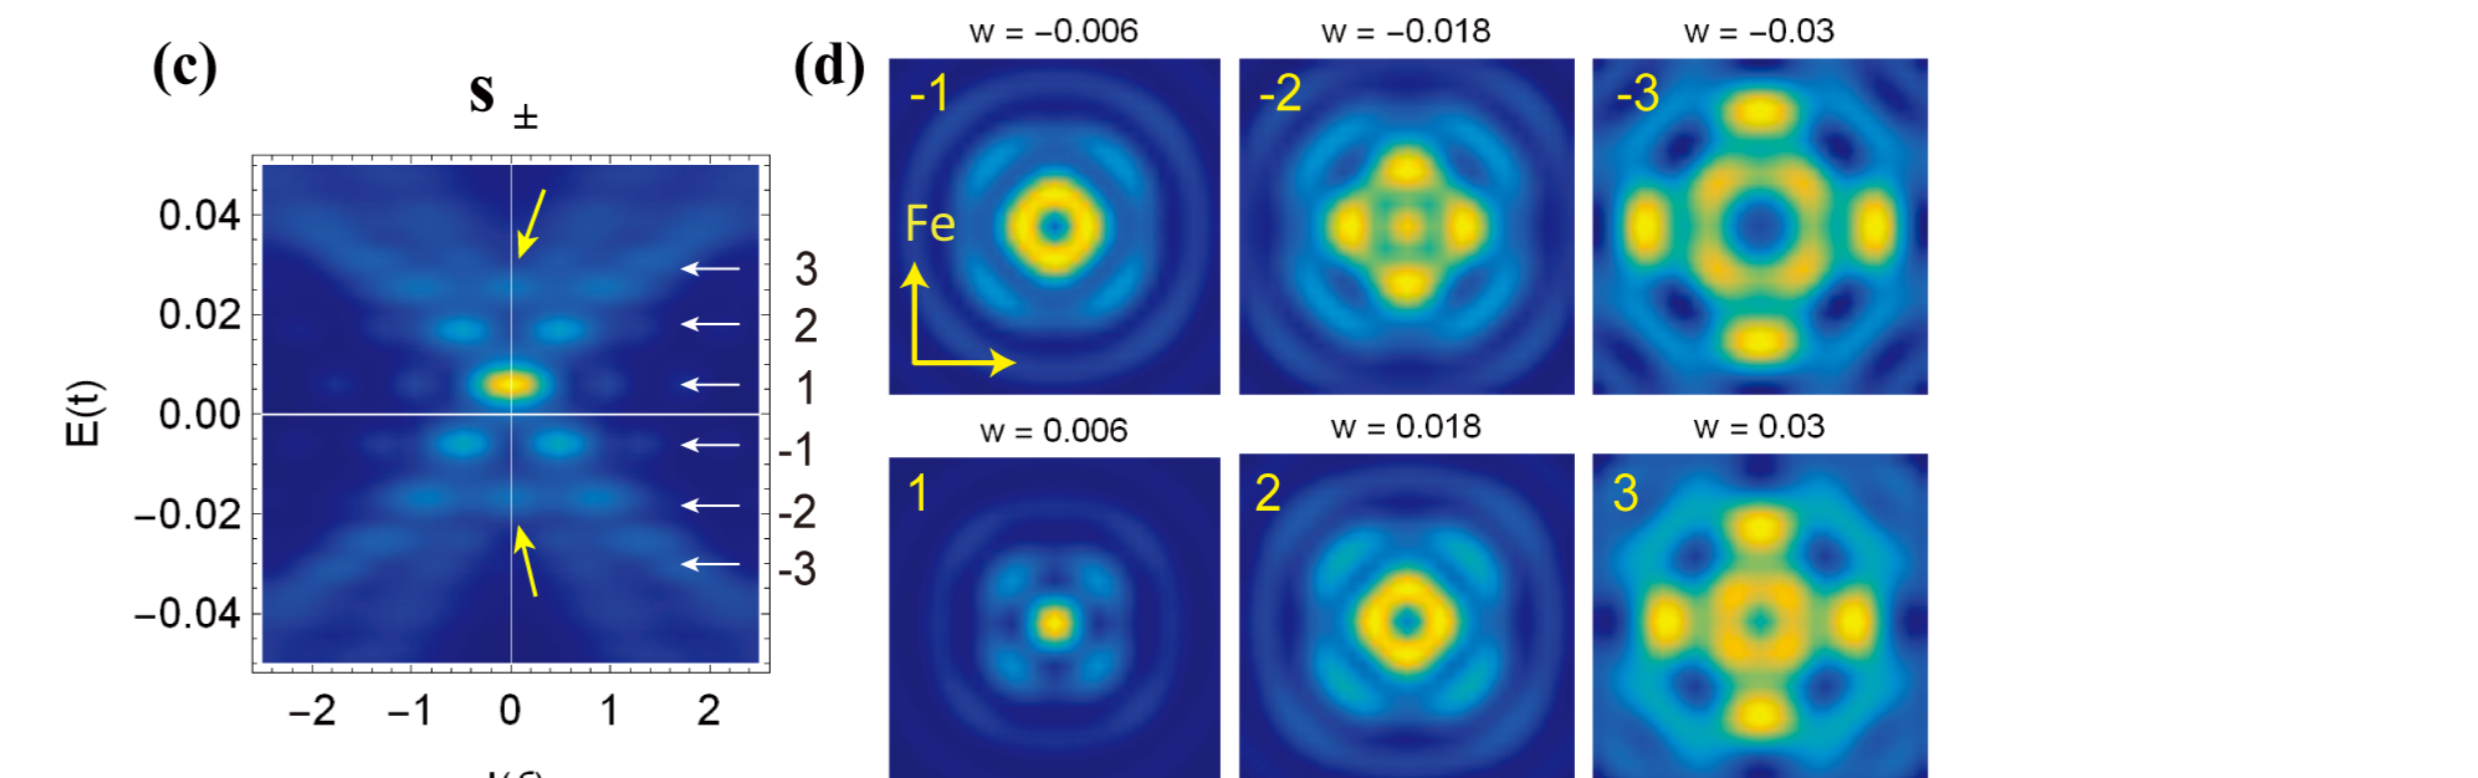 (c)
s ±
0.04
0.02
0.00
−0.02
−0.04
E(t)
3
2
1
-1
-2
-3
−2 −1 0 1 2
(d)
w = −0.006 w = −0.018 w = −0.03
-1 -2 -3
Fe
w = 0.006 w = 0.018 w = 0.03
1 2 3